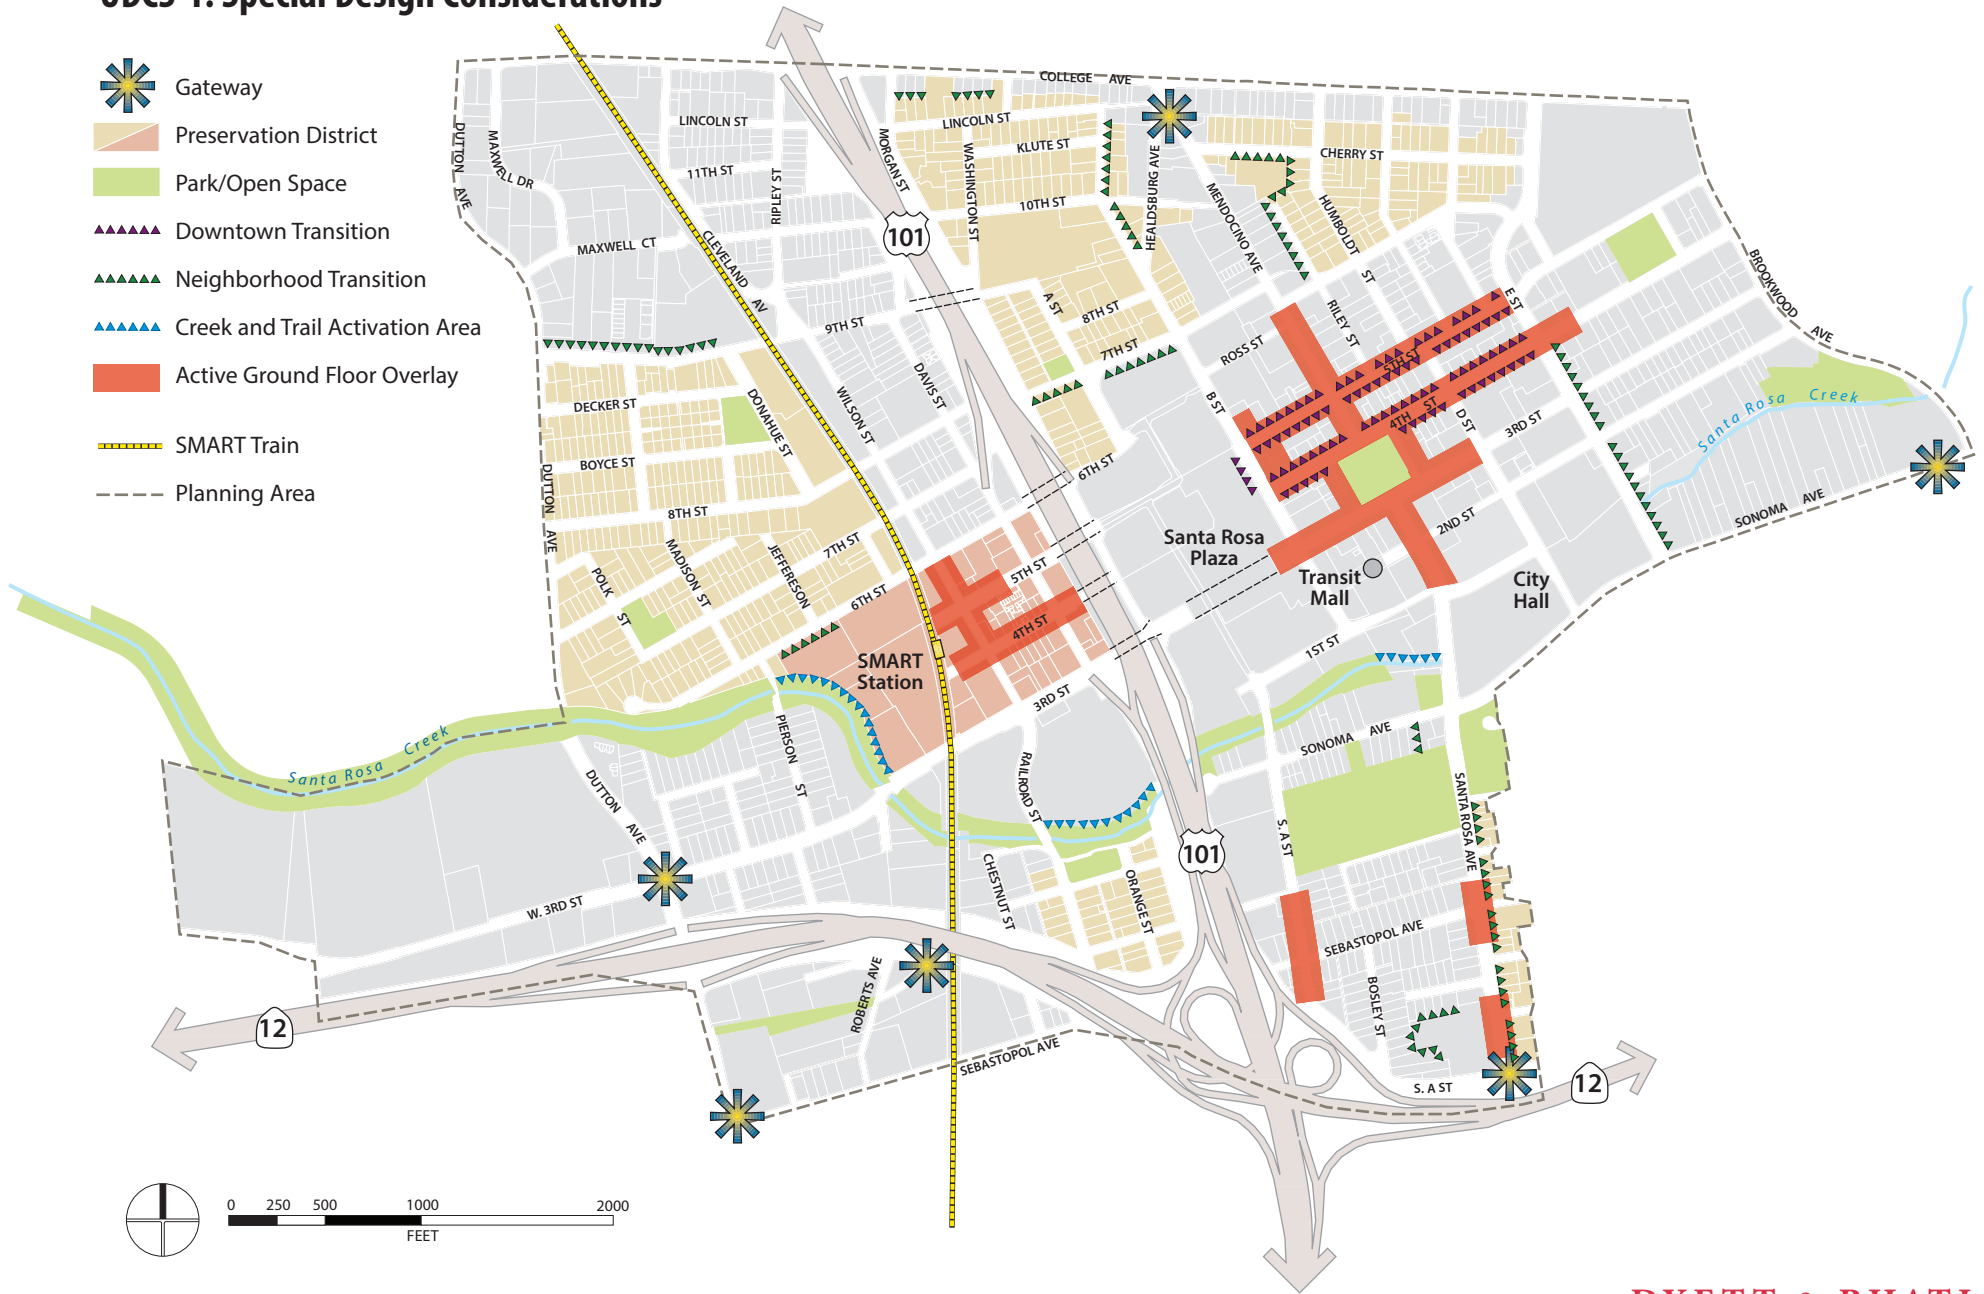 UDCS-1: Special Design Considerations
Gateway
Preservation District
Park/Open Space
Downtown Transition
Neighborhood Transition
Creek and Trail Activation Area
Active Ground Floor Overlay
SMART Train
Planning Area
COLLEGE AVE
LINCOLN ST
LINCOLN ST
KLUTE ST
CHERRY ST
DUTTON AVE
MAXWELL DR
11TH ST
RIPLEY ST
MORGAN ST
WASHINGTON ST
10TH ST
HEALDSBURG AVE
MENDOCINO AVE
HUMBOLDT ST
MAXWELL CT
CLEVELAND AV
101
BROOKWOOD AVE
9TH ST
A ST
8TH ST
7TH ST
ROSS ST
RILEY ST
E ST
5TH ST
4TH ST
D ST
3RD ST
B ST
DAVIS ST
WILSON ST
DECKER ST
DONAHUE ST
BOYCE ST
DUTTON AVE
8TH ST
7TH ST
6TH ST
6TH ST
Santa Rosa Creek
SONOMA AVE
2ND ST
Santa Rosa
Plaza
Transit
Mall
City
Hall
POLK ST
MADISON ST
JEFFERESON
5TH ST
4TH ST
SMART
Station
3RD ST
1ST ST
SONOMA AVE
Santa Rosa Creek
PIERSON ST
DUTTON AVE
RAILROAD ST
S. A ST
SANTA ROSA AVE
101
CHESTNUT ST
ORANGE ST
W. 3RD ST
SEBASTOPOL AVE
BOSLEY ST
ROBERTS AVE
SEBASTOPOL AVE
S. A ST
12
12
0 250 500 1000 2000
FEET